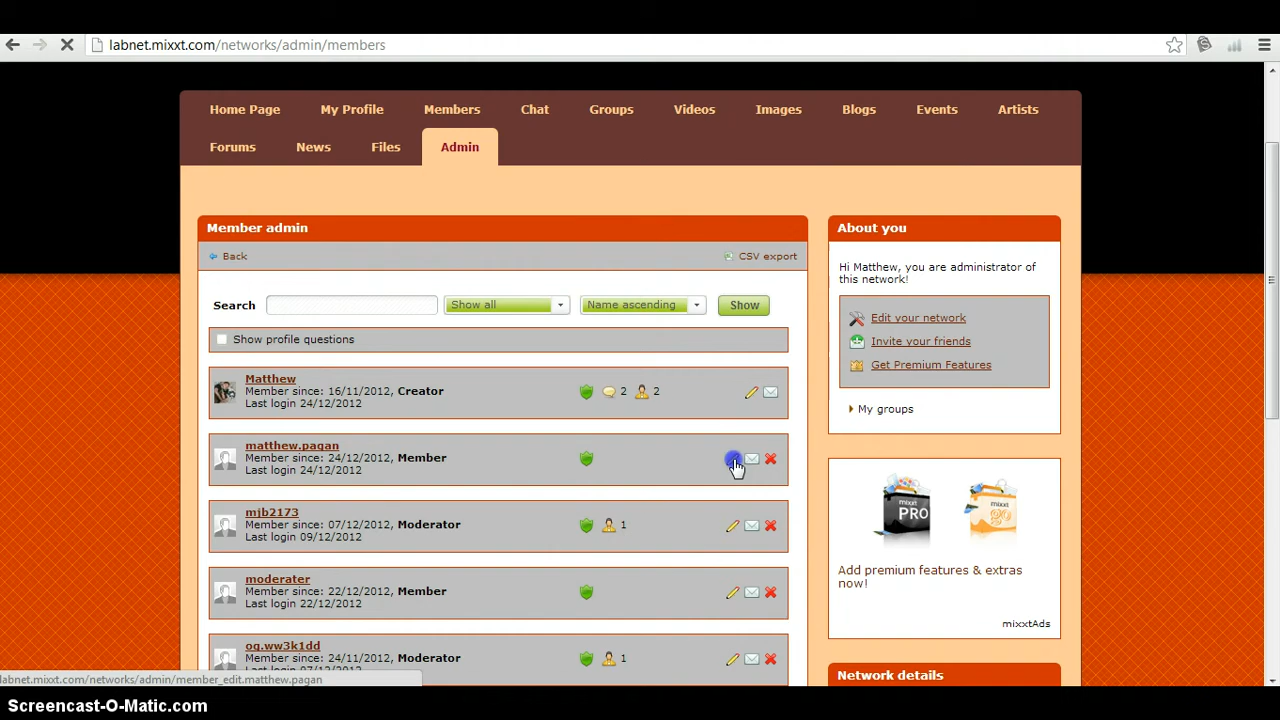 labnet.mixxt.com/networks/admin/members
Home Page My Profile Members Chat Groups Videos Images Blogs Events Artists
Forums News Files Admin
Member admin
Back CSV export
Search Show all Name ascending Show
Show profile questions
Matthew
Member since: 16/11/2012, Creator
Last login 24/12/2012
2 2
matthew.pagan
Member since: 24/12/2012, Member
Last login 24/12/2012
mjb2173
Member since: 07/12/2012, Moderator
Last login 09/12/2012
1
moderater
Member since: 22/12/2012, Member
Last login 22/12/2012
og.ww3k1dd
Member since: 24/11/2012, Moderator
Last login 07/12/2012
1
About you
Hi Matthew, you are administrator of
this network!
Edit your network
Invite your friends
Get Premium Features
My groups
mixxt
PRO
mixxt
Add premium features & extras
now!
mixxtAds
Network details
labnet.mixxt.com/networks/admin/member_edit.matthew.pagan
Screencast-O-Matic.com